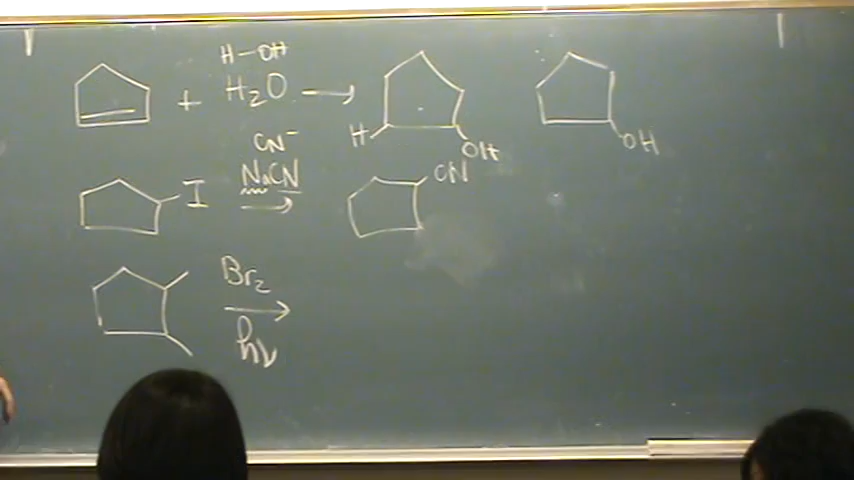 H-OH
+ H2O → H OH OH
CN-
I NaCN → CN
Br2
→
hν